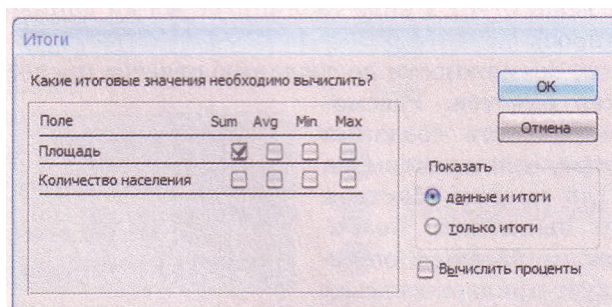 Итоги
Какие итоговые значения необходимо вычислить?
Поле Sum Avg Min Max
Площадь
Количество населения
OK
Отмена
Показать
данные и итоги
только итоги
Вычислить проценты